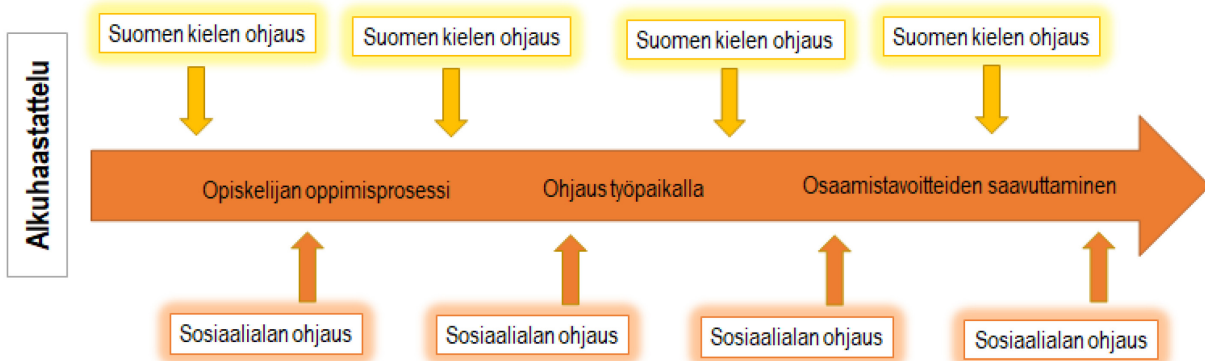 Alkuhaastattelu
Suomen kielen ohjaus
Suomen kielen ohjaus
Suomen kielen ohjaus
Suomen kielen ohjaus
Opiskelijan oppimisprosessi
Ohjaus työpaikalla
Osaamistavoitteiden saavuttaminen
Sosiaalialan ohjaus
Sosiaalialan ohjaus
Sosiaalialan ohjaus
Sosiaalialan ohjaus